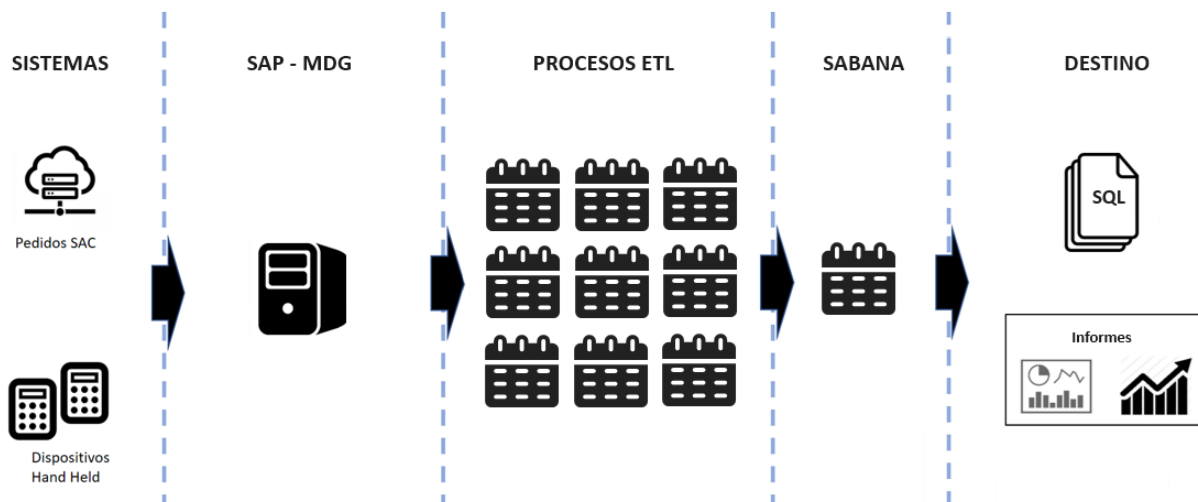 SISTEMAS
SAP - MDG
PROCESOS ETL
SABANA
DESTINO
Pedidos SAC
SQL
Informes
Dispositivos
Hand Held